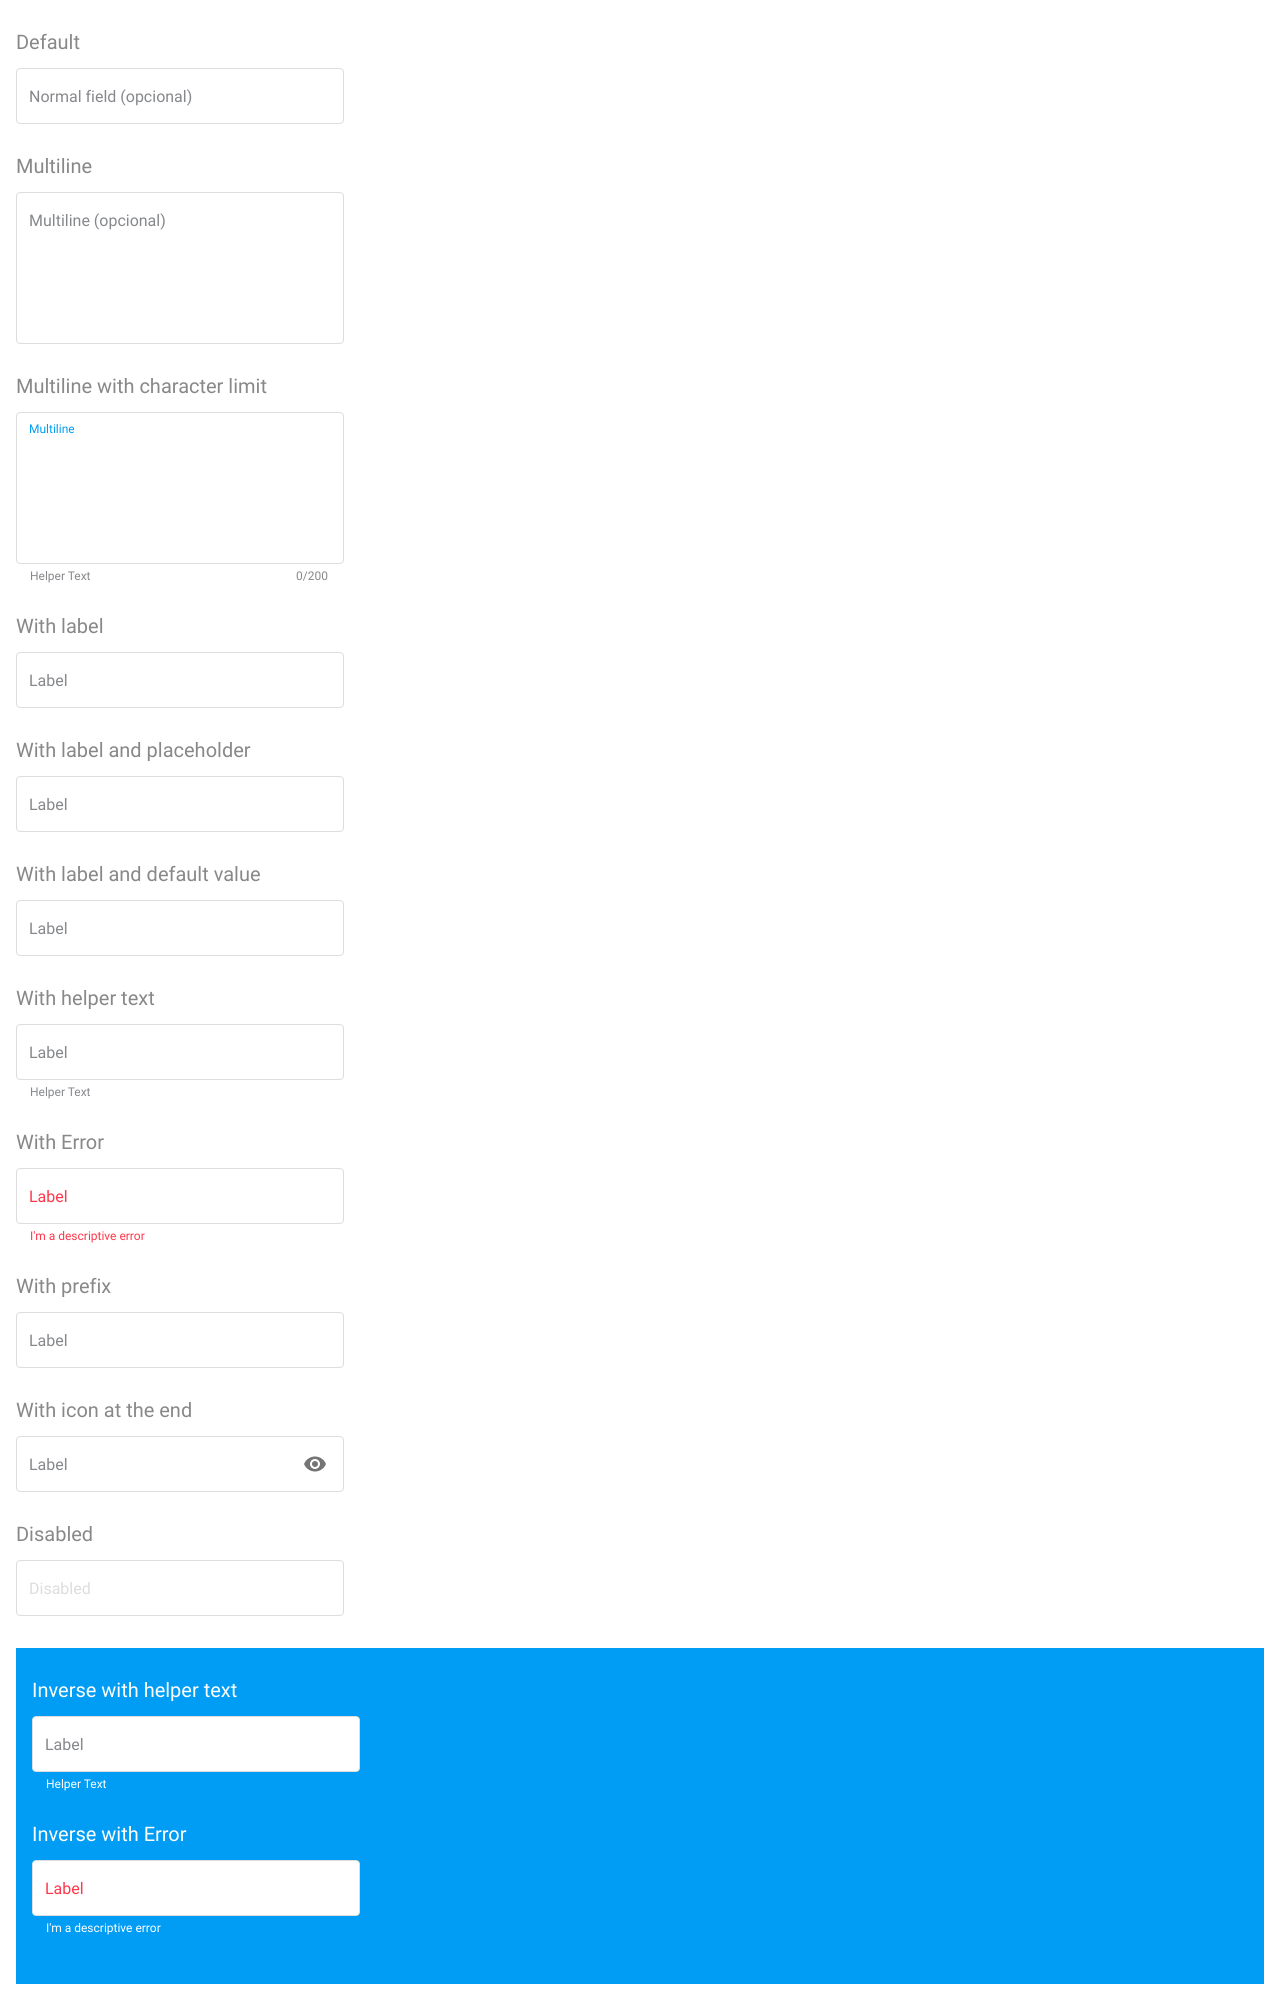 Default
Normal field (opcional)
Multiline
Multiline (opcional)
Multiline with character limit
Multiline
Helper Text 0/200
With label
Label
With label and placeholder
Label
With label and default value
Label
With helper text
Label
Helper Text
With Error
Label
I'm a descriptive error
With prefix
Label
With icon at the end
Label
Disabled
Disabled
Inverse with helper text
Label
Helper Text
Inverse with Error
Label
I'm a descriptive error